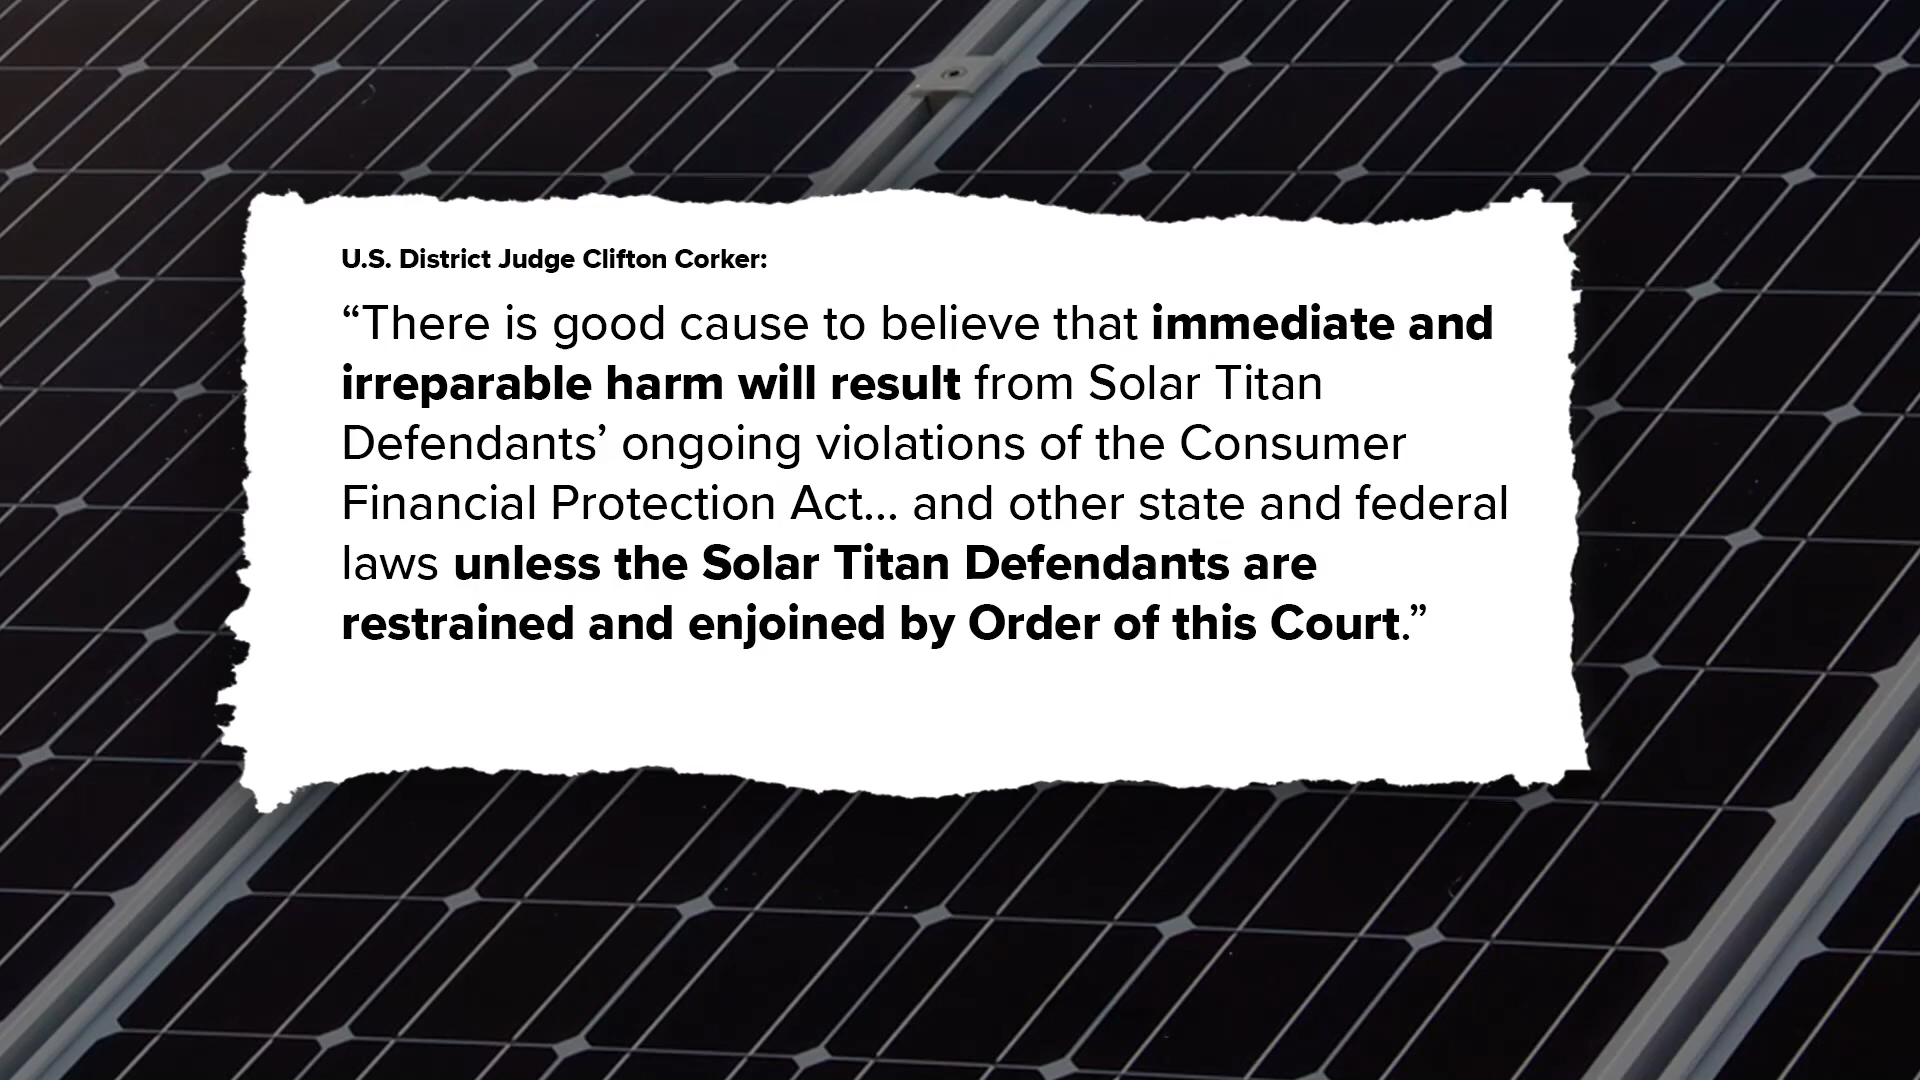 U.S. District Judge Clifton Corker:
“There is good cause to believe that immediate and
irreparable harm will result from Solar Titan
Defendants’ ongoing violations of the Consumer
Financial Protection Act... and other state and federal
laws unless the Solar Titan Defendants are
restrained and enjoined by Order of this Court.”